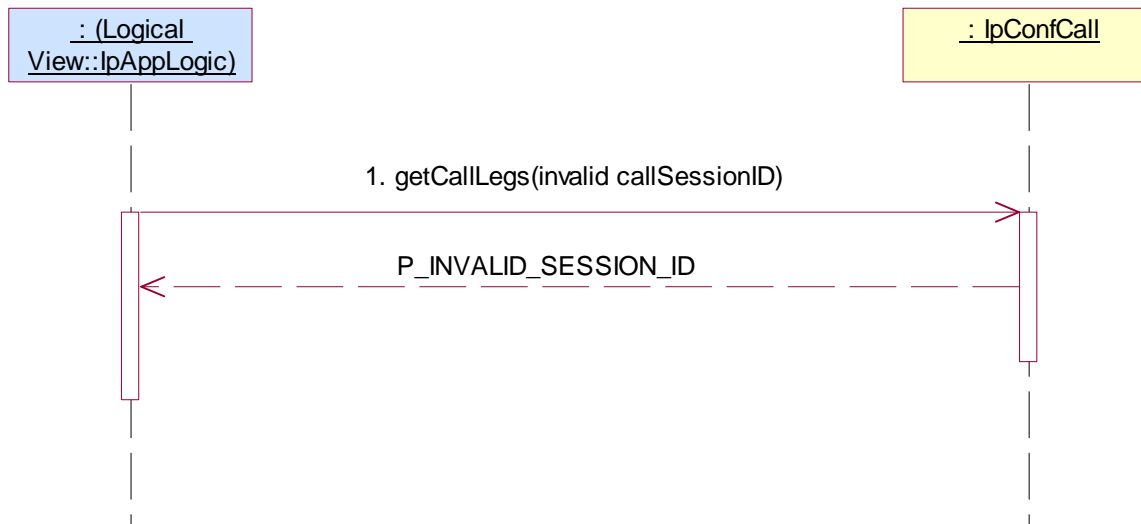 : (Logical
View::IpAppLogic)
: IpConfCall
1. getCallLegs(invalid callSessionID)
P_INVALID_SESSION_ID